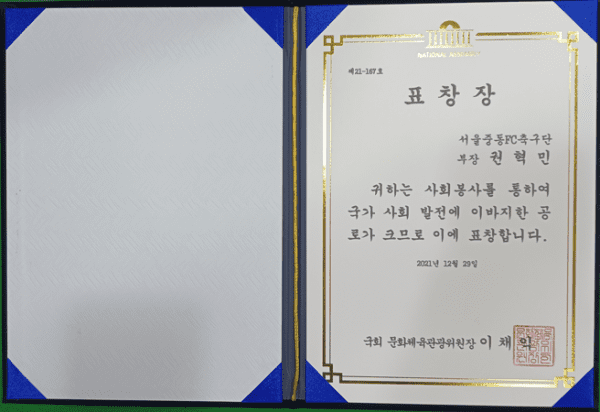 NATIONAL ASSEMBLY
제21-167호
표 창 장
서울중동FC축구단
부장 권 혁 민
귀하는 사회봉사를 통하여
국가 사회 발전에 이바지한 공
로가 크므로 이에 표창합니다.
2021년 12월 29일
국회 문화체육관광위원장 이 채 익